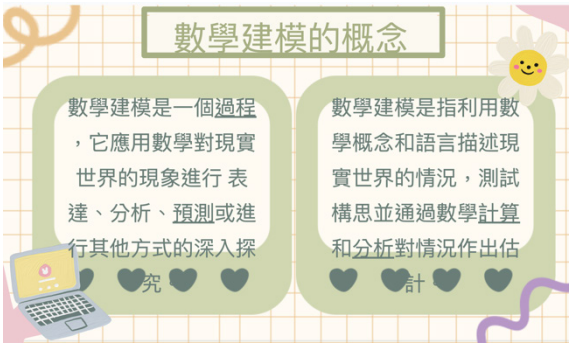 數學建模的概念
數學建模是一個過程
，它應用數學對現實
世界的現象進行 表
達、分析、預測或進
行其他方式的深入探
究。
數學建模是指利用數
學概念和語言描述現
實世界的情況，測試
構思並通過數學計算
和分析對情況作出估
計。